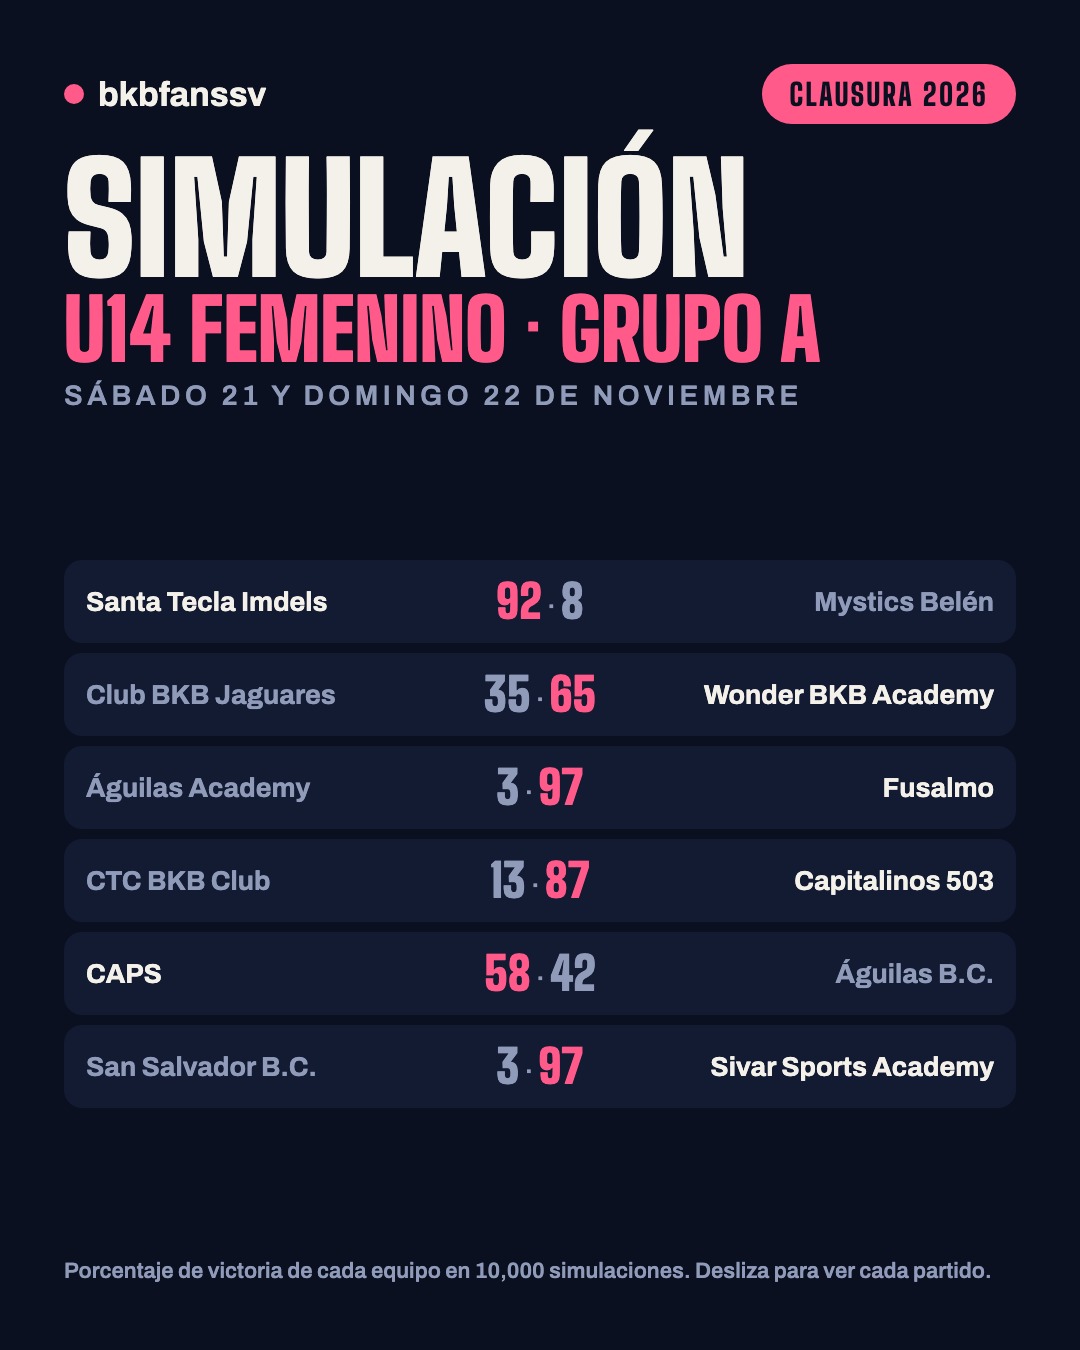 bkbfanssv
CLAUSURA 2026
SIMULACIÓN
U14 FEMENINO · GRUPO A
SÁBADO 21 Y DOMINGO 22 DE NOVIEMBRE
Santa Tecla Imdels 92 · 8 Mystics Belén
Club BKB Jaguares 35 · 65 Wonder BKB Academy
Águilas Academy 3 · 97 Fusalmo
CTC BKB Club 13 · 87 Capitalinos 503
CAPS 58 · 42 Águilas B.C.
San Salvador B.C. 3 · 97 Sivar Sports Academy
Porcentaje de victoria de cada equipo en 10,000 simulaciones. Desliza para ver cada partido.